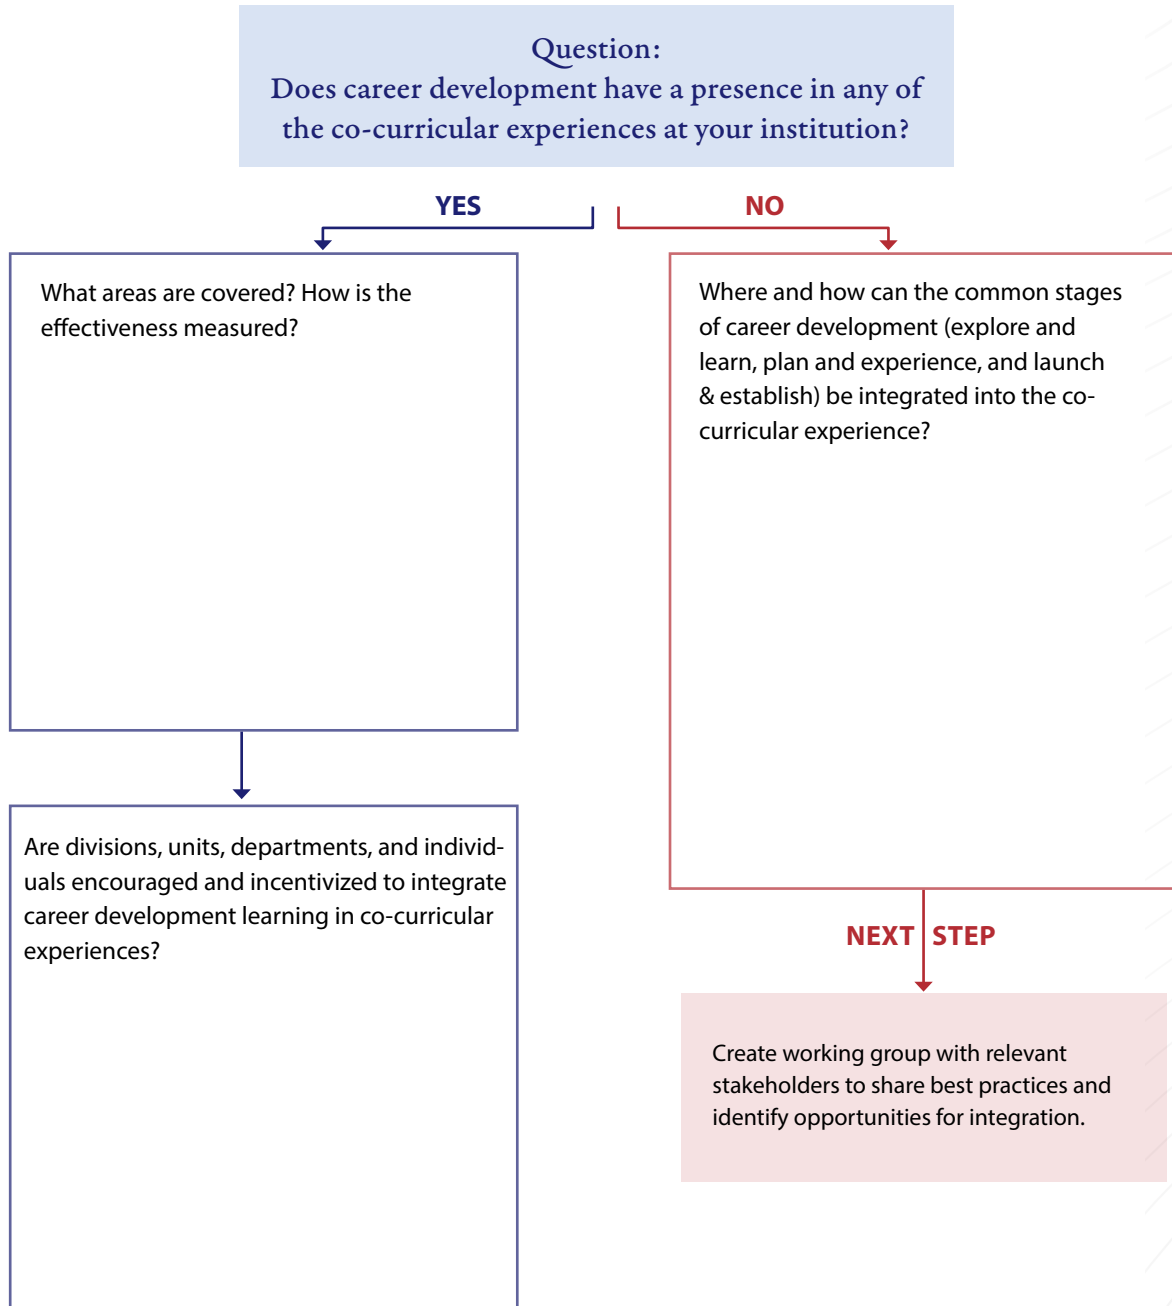 Question:
Does career development have a presence in any of
the co-curricular experiences at your institution?
YES
NO
What areas are covered? How is the
effectiveness measured?
Where and how can the common stages
of career development (explore and
learn, plan and experience, and launch
& establish) be integrated into the co-
curricular experience?
Are divisions, units, departments, and individ-
uals encouraged and incentivized to integrate
career development learning in co-curricular
experiences?
NEXT STEP
Create working group with relevant
stakeholders to share best practices and
identify opportunities for integration.